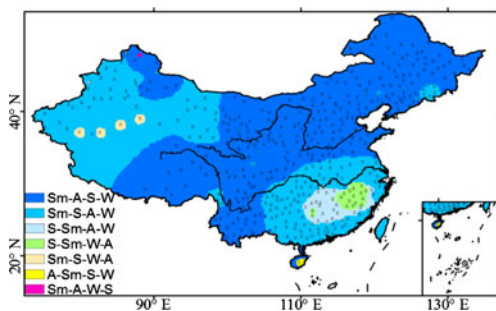 40° N
20° N
Sm-A-S-W
Sm-S-A-W
S-Sm-A-W
S-Sm-W-A
Sm-S-W-A
A-Sm-S-W
Sm-A-W-S
90° E
110° E
130° E